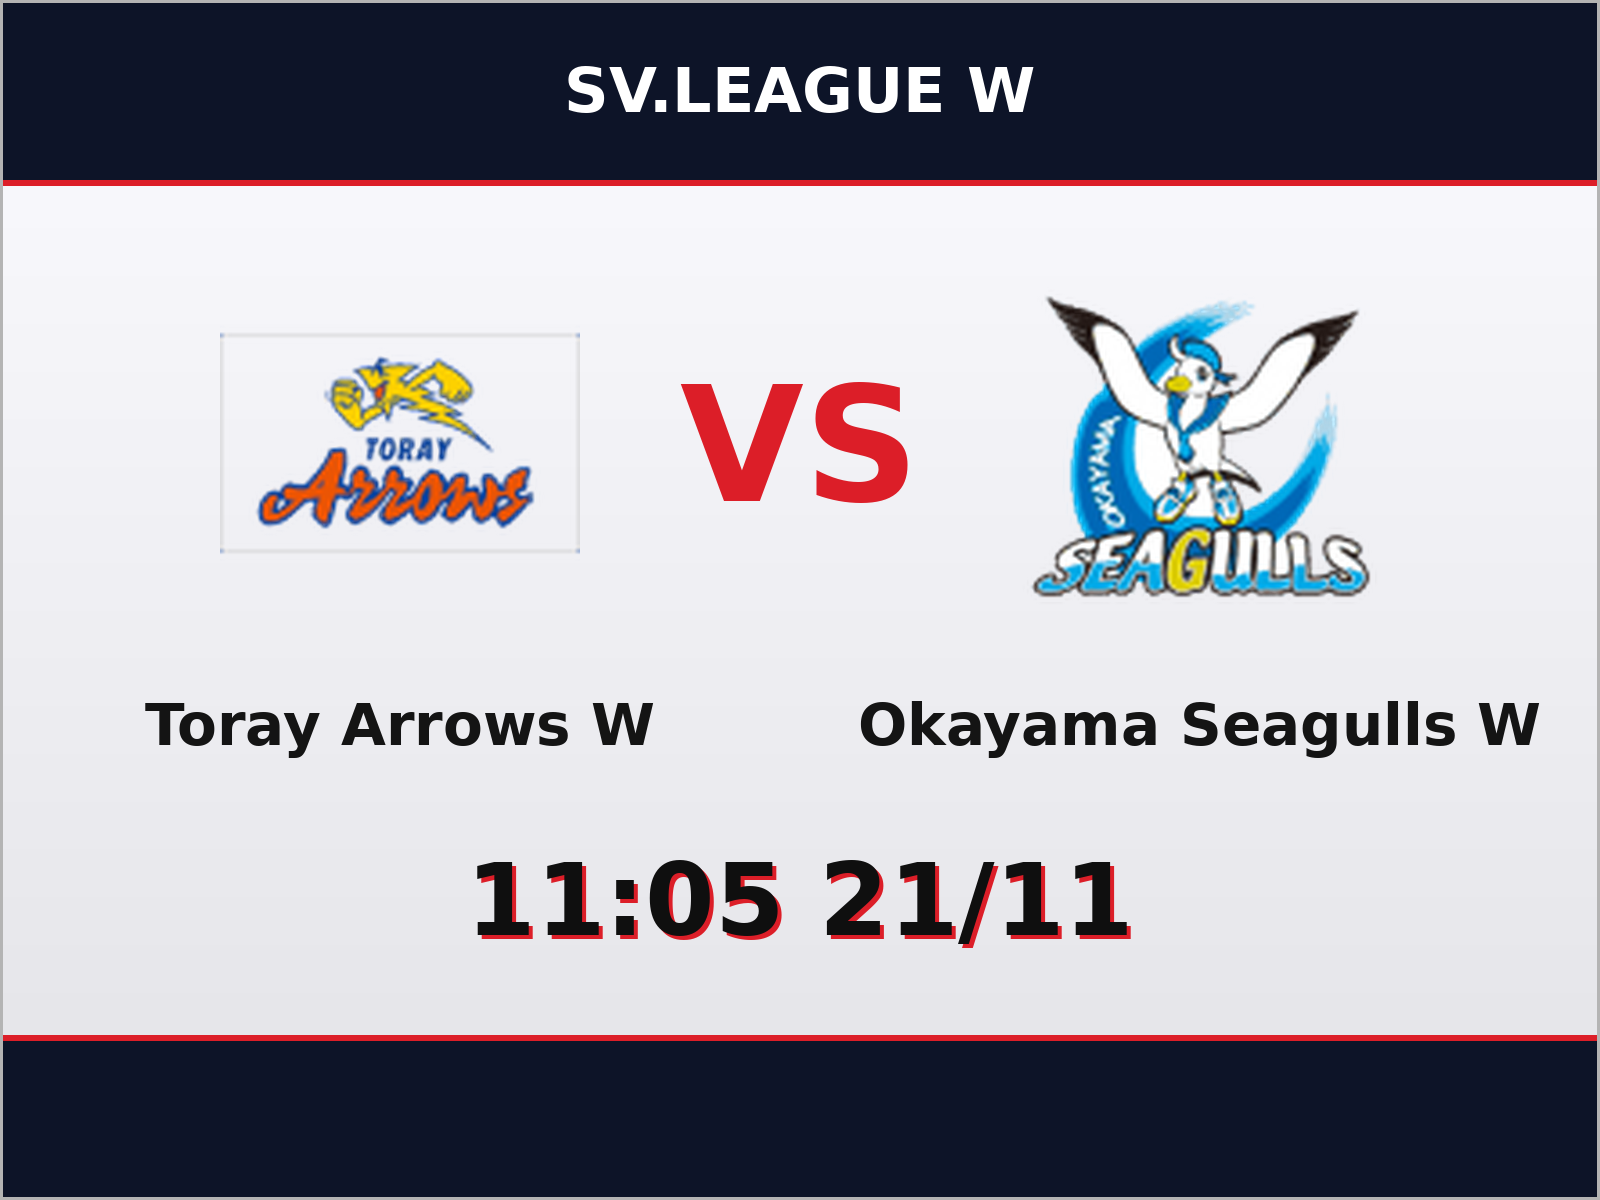 SV.LEAGUE W
TORAY
Arrows
VS
OKAYAMA
SEAGULLS
Toray Arrows W
Okayama Seagulls W
11:05 21/11